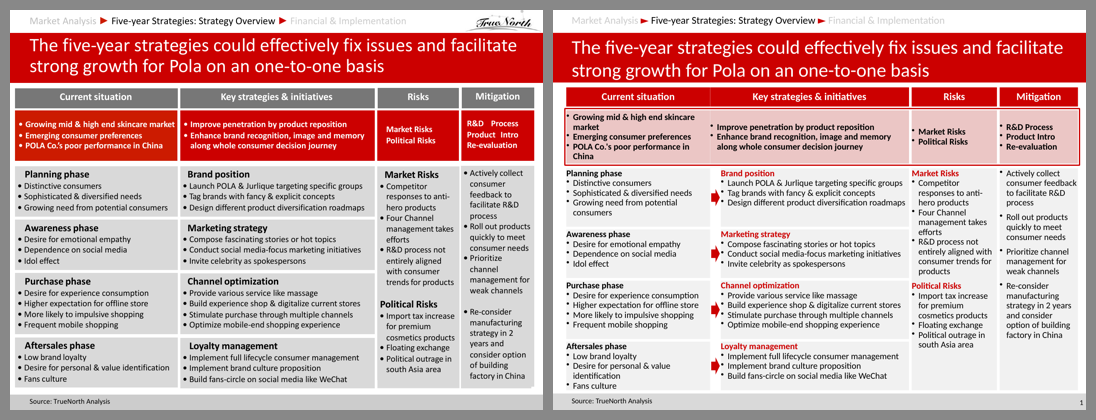 Market Analysis ► Five-year Strategies: Strategy Overview ► Financial & Implementation
TrueNorth
The five-year strategies could effectively fix issues and facilitate
strong growth for Pola on an one-to-one basis
Current situation
Key strategies & initiatives
Risks
Mitigation
• Growing mid & high end skincare market
• Emerging consumer preferences
• POLA Co.'s poor performance in China
• Improve penetration by product reposition
• Enhance brand recognition, image and memory
along whole consumer decision journey
Market Risks
Political Risks
R&D Process
Product Intro
Re-evaluation
Planning phase
• Distinctive consumers
• Sophisticated & diversified needs
• Growing need from potential consumers
Brand position
• Launch POLA & Jurlique targeting specific groups
• Tag brands with fancy & explicit concepts
• Design different product diversification roadmaps
Awareness phase
• Desire for emotional empathy
• Dependence on social media
• Idol effect
Marketing strategy
• Compose fascinating stories or hot topics
• Conduct social media-focus marketing initiatives
• Invite celebrity as spokespersons
Purchase phase
• Desire for experience consumption
• Higher expectation for offline store
• More likely to impulsive shopping
• Frequent mobile shopping
Channel optimization
• Provide various service like massage
• Build experience shop & digitalize current stores
• Stimulate purchase through multiple channels
• Optimize mobile-end shopping experience
Aftersales phase
• Low brand loyalty
• Desire for personal & value identification
• Fans culture
Loyalty management
• Implement full lifecycle consumer management
• Implement brand culture proposition
• Build fans-circle on social media like WeChat
Market Risks
• Competitor
responses to anti-
hero products
• Four Channel
management takes
efforts
• R&D process not
entirely aligned
with consumer
trends for products
Political Risks
• Import tax increase
for premium
cosmetics products
• Floating exchange
• Political outrage in
south Asia area
• Actively collect
consumer
feedback to
facilitate R&D
process
• Roll out products
quickly to meet
consumer needs
• Prioritize
channel
management for
weak channels
• Re-consider
manufacturing
strategy in 2
years and
consider option
of building
factory in China
Source: TrueNorth Analysis
Market Analysis ► Five-year Strategies: Strategy Overview ► Financial & Implementation
The five-year strategies could effectively fix issues and facilitate
strong growth for Pola on an one-to-one basis
Current situation
Key strategies & initiatives
Risks
Mitigation
• Growing mid & high end skincare
market
• Emerging consumer preferences
• POLA Co.'s poor performance in
China
• Improve penetration by product reposition
• Enhance brand recognition, image and memory
along whole consumer decision journey
• Market Risks
• Political Risks
• R&D Process
• Product Intro
• Re-evaluation
Planning phase
• Distinctive consumers
• Sophisticated & diversified needs
• Growing need from potential
consumers
Brand position
• Launch POLA & Jurlique targeting specific groups
• Tag brands with fancy & explicit concepts
• Design different product diversification roadmaps
Awareness phase
• Desire for emotional empathy
• Dependence on social media
• Idol effect
Marketing strategy
• Compose fascinating stories or hot topics
• Conduct social media-focus marketing initiatives
• Invite celebrity as spokespersons
Purchase phase
• Desire for experience consumption
• Higher expectation for offline store
• More likely to impulsive shopping
• Frequent mobile shopping
Channel optimization
• Provide various service like massage
• Build experience shop & digitalize current stores
• Stimulate purchase through multiple channels
• Optimize mobile-end shopping experience
Aftersales phase
• Low brand loyalty
• Desire for personal & value
identification
• Fans culture
Loyalty management
• Implement full lifecycle consumer management
• Implement brand culture proposition
• Build fans-circle on social media like WeChat
Market Risks
• Competitor
responses to anti-
hero products
• Four Channel
management takes
efforts
• R&D process not
entirely aligned with
consumer trends for
products
Political Risks
• Import tax increase
for premium
cosmetics products
• Floating exchange
• Political outrage in
south Asia area
• Actively collect
consumer feedback
to facilitate R&D
process
• Roll out products
quickly to meet
consumer needs
• Prioritize channel
management for
weak channels
• Re-consider
manufacturing
strategy in 2 years
and consider
option of building
factory in China
Source: TrueNorth Analysis
1